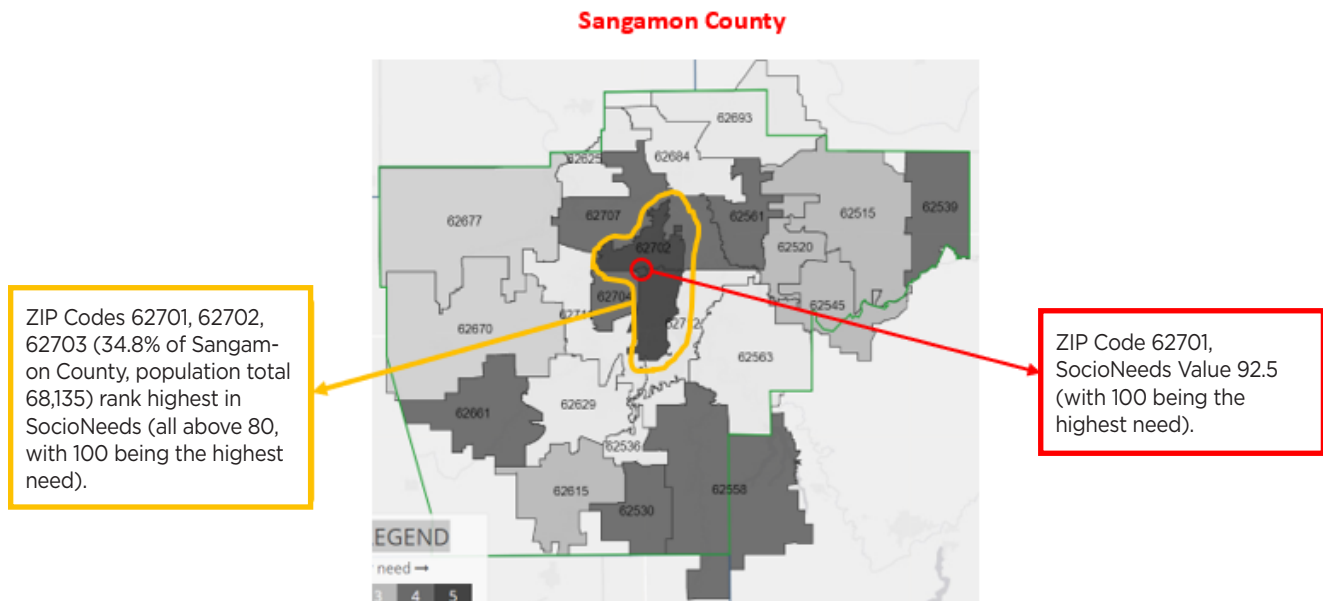 Sangamon County
62693
62625
62684
62677
62707
62561
62515
62539
62702
62520
62704
62545
62670
62563
62661
62629
62536
62615
62530
62558
EGEND
need →
3 4 5
ZIP Codes 62701, 62702,
62703 (34.8% of Sangam-
on County, population total
68,135) rank highest in
SocioNeeds (all above 80,
with 100 being the highest
need).
ZIP Code 62701,
SocioNeeds Value 92.5
(with 100 being the
highest need).